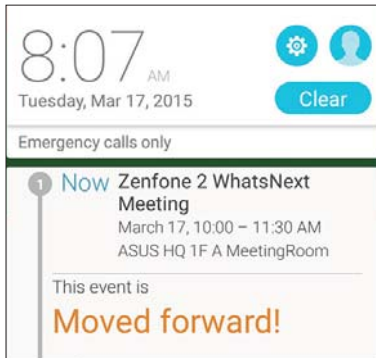 8:07 AM
Tuesday, Mar 17, 2015
Clear
Emergency calls only
1
Now Zenfone 2 WhatsNext
Meeting
March 17, 10:00 – 11:30 AM
ASUS HQ 1F A MeetingRoom
This event is
Moved forward!